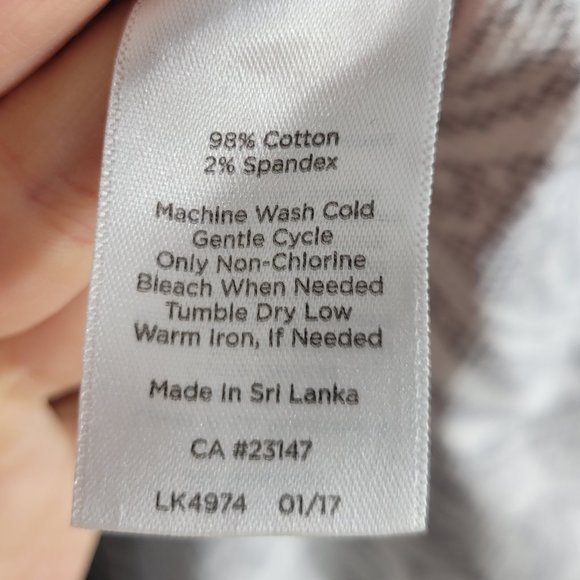 98% Cotton
2% Spandex
Machine Wash Cold
Gentle Cycle
Only Non-Chlorine
Bleach When Needed
Tumble Dry Low
Warm Iron, If Needed
Made in Sri Lanka
CA #23147
LK4974 01/17